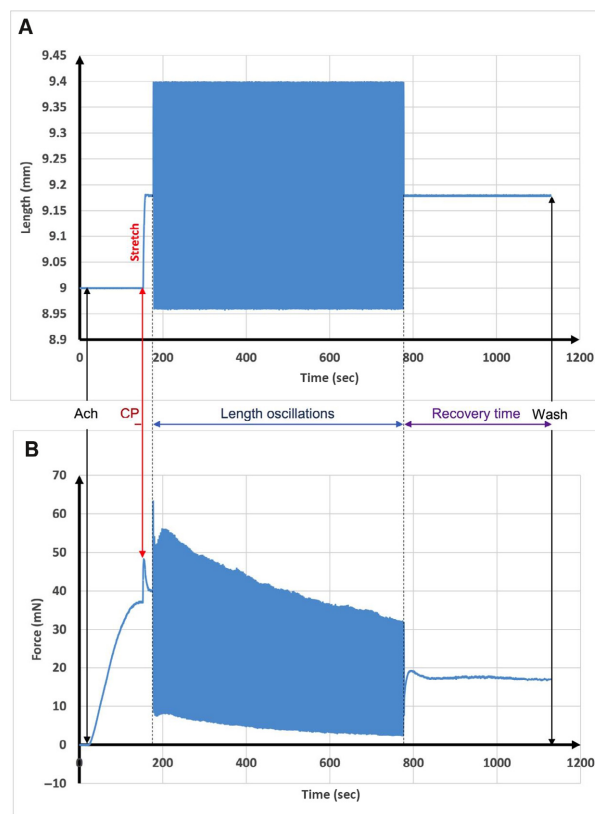 A
9.45
9.4
9.35
9.3
9.25
9.2
9.15
9.1
9.05
9
8.95
8.9
Length (mm)
Stretch
0 200 400 600 800 1000 1200
Time (sec)
Ach CP Length oscillations Recovery time Wash
B
70
60
50
40
30
20
10
0
–10
Force (mN)
0 200 400 600 800 1000 1200
Time (sec)